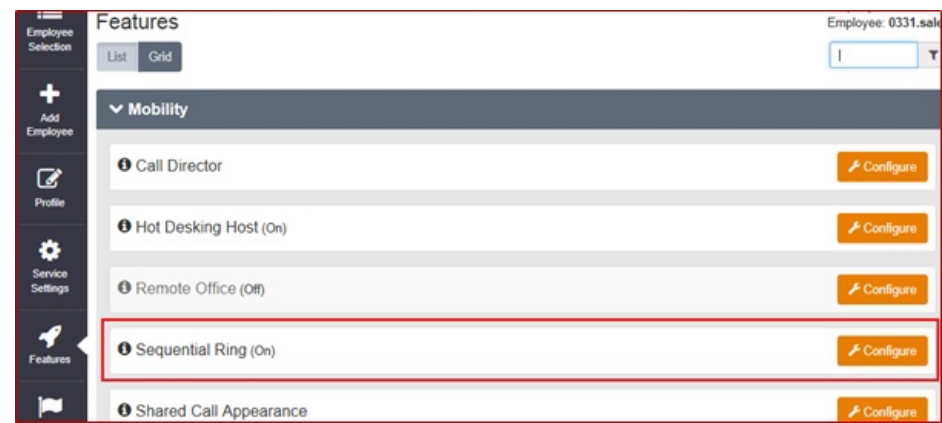 Employee
Selection
Add
Employee
Profile
Service
Settings
Features
Features
Employee: 0331.sale
List Grid
Mobility
Call Director Configure
Hot Desking Host (On) Configure
Remote Office (Off) Configure
Sequential Ring (On) Configure
Shared Call Appearance Configure